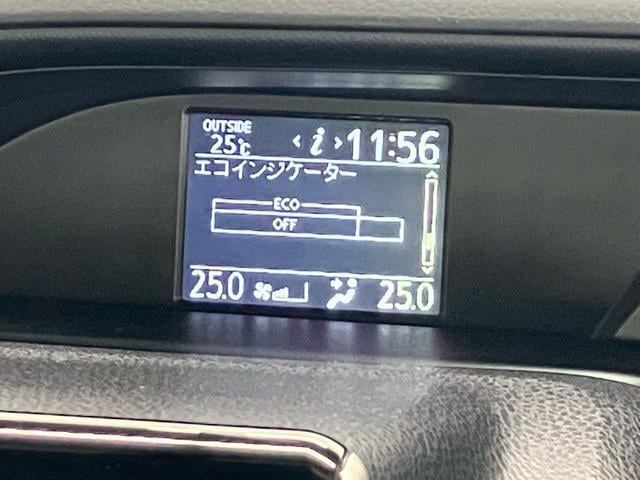 OUTSIDE
25℃ < i > 11:56
エコインジケーター
ECO
OFF
25.0 25.0